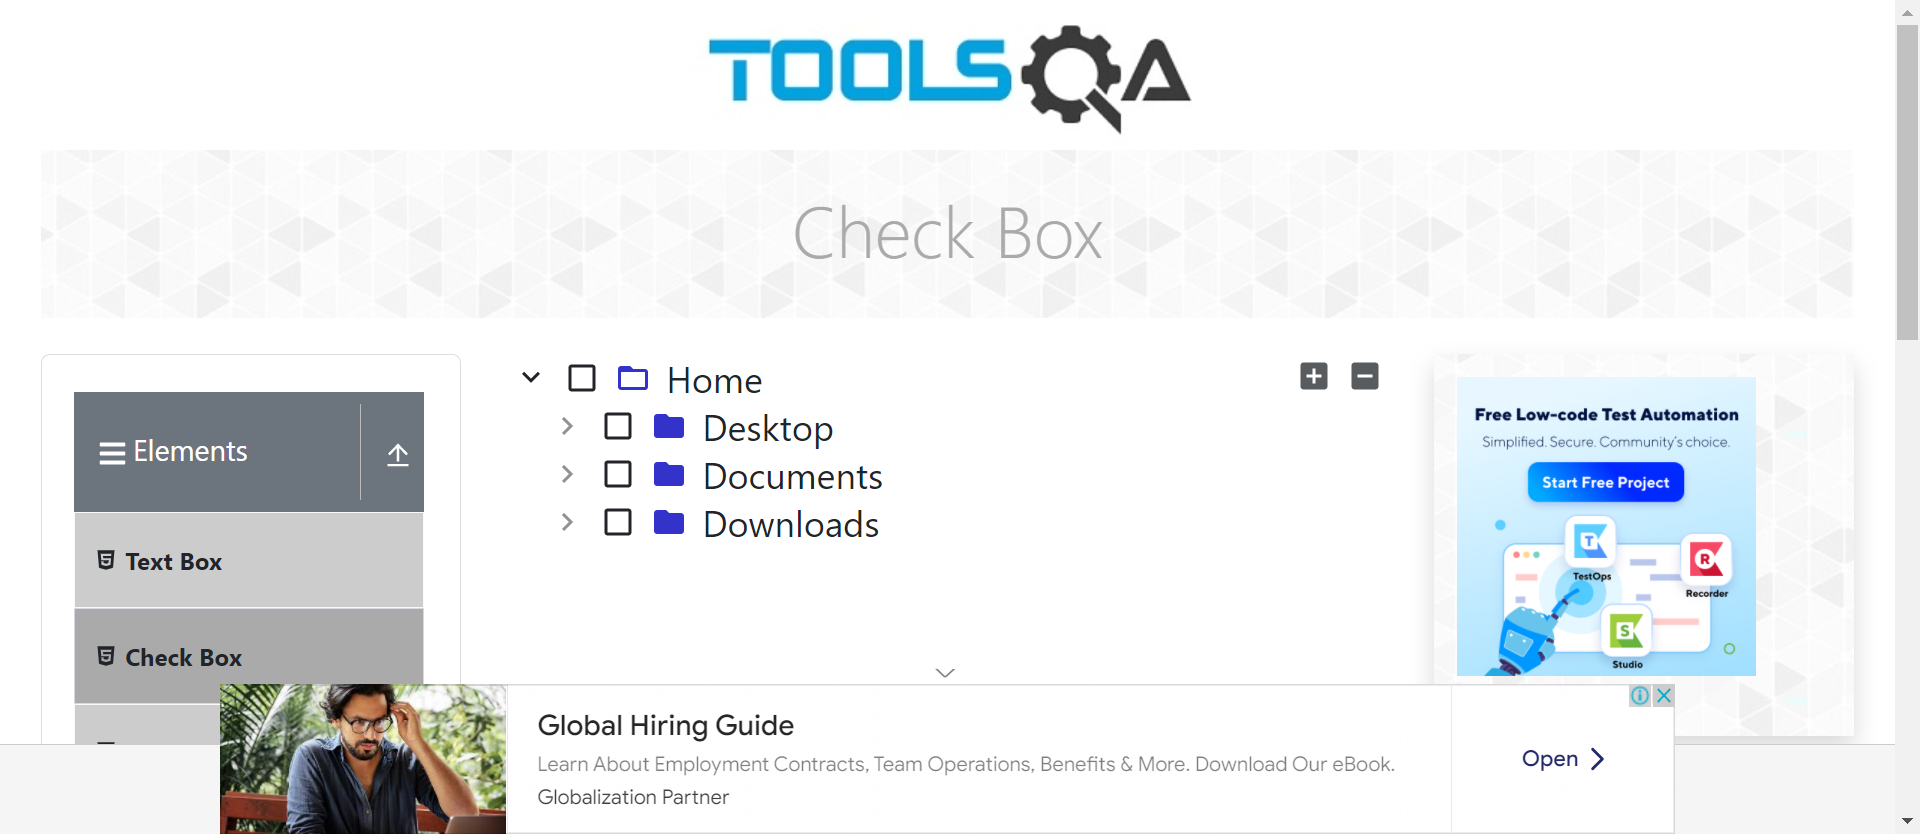 TOOLSQA
Check Box
Elements
Text Box
Check Box
Home
Desktop
Documents
Downloads
Free Low-code Test Automation
Simplified. Secure. Community's choice.
Start Free Project
TestOps
Recorder
Studio
Global Hiring Guide
Learn About Employment Contracts, Team Operations, Benefits & More. Download Our eBook.
Globalization Partner
Open